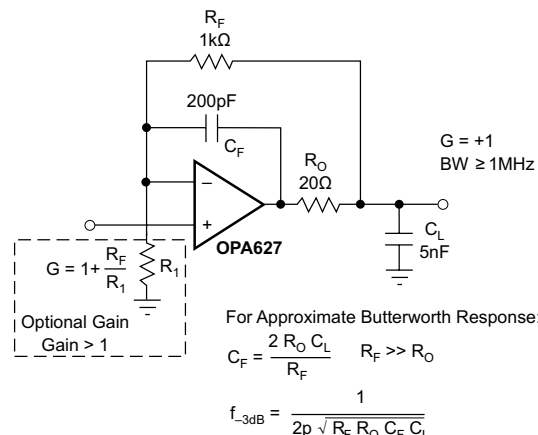 R_F
1kΩ
200pF
C_F
R_O
20Ω
G = +1
BW ≥ 1MHz
–
+
OPA627
C_L
5nF
G = 1+ R_F/R_1
R_1
Optional Gain
Gain > 1
For Approximate Butterworth Response:
C_F = 2 R_O C_L / R_F    R_F >> R_O
f_–3dB = 1 / 2p √ R_F R_O C_F C_L